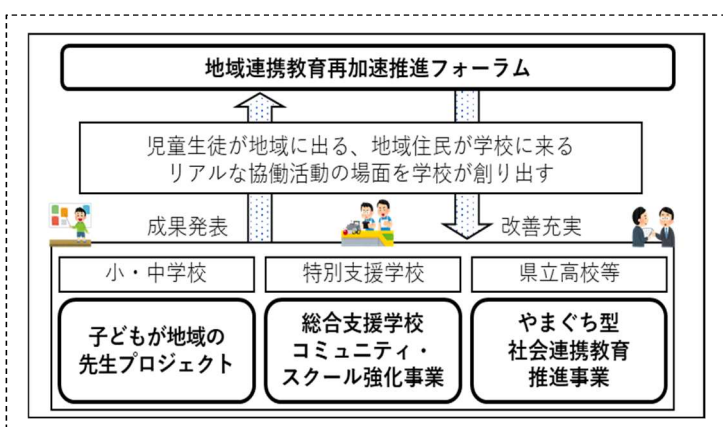 地域連携教育再加速推進フォーラム
児童生徒が地域に出る、地域住民が学校に来る
リアルな協働活動の場面を学校が創り出す
成果発表
改善充実
小・中学校
特別支援学校
県立高校等
子どもが地域の
先生プロジェクト
総合支援学校
コミュニティ・
スクール強化事業
やまぐち型
社会連携教育
推進事業